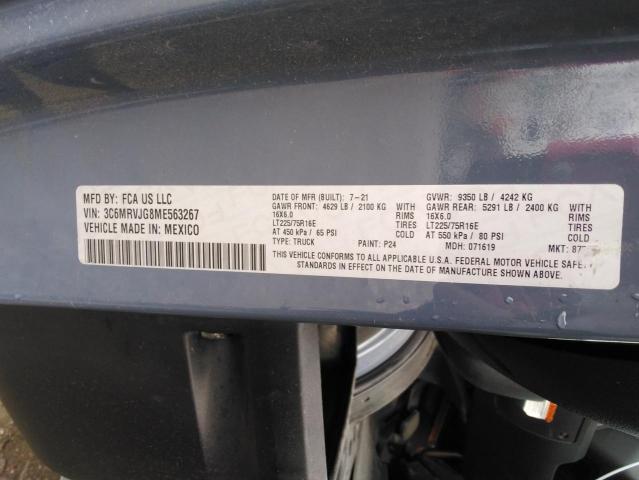 MFD BY: FCA US LLC
VIN: 3C6MRVJG8ME563267
VEHICLE MADE IN: MEXICO
DATE OF MFR (BUILT): 7-21
GAWR FRONT: 4629 LB / 2100 KG WITH
16X6.0 RIMS
LT225/75R16E TIRES
AT 450 kPa / 65 PSI COLD
TYPE: TRUCK PAINT: P24
GVWR: 9350 LB / 4242 KG
GAWR REAR: 5291 LB / 2400 KG WITH
16X6.0 RIMS
LT225/75R16E TIRES
AT 550 kPa / 80 PSI COLD
MDH: 071619 MKT:
THIS VEHICLE CONFORMS TO ALL APPLICABLE U.S.A. FEDERAL MOTOR VEHICLE SAFETY
STANDARDS IN EFFECT ON THE DATE OF MANUFACTURE SHOWN ABOVE.